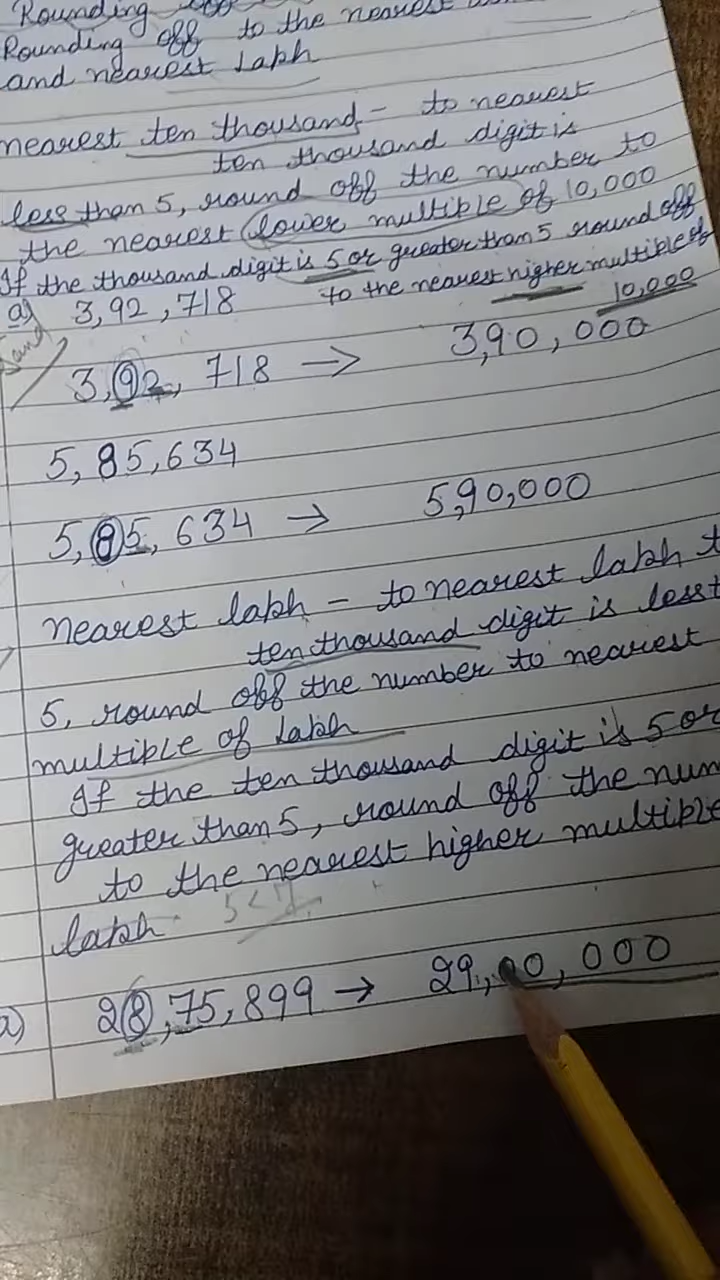 Rounding off
Rounding off to the nearest
and nearest Lakh
nearest ten thousand - to nearest
ten thousand digit is
less than 5, round off the number to
the nearest lower multiple of 10,000
If the thousand digit is 5 or greater than 5 round off
to the nearest higher multiple of
10,000
a) 3,92,718
3,92,718 → 3,90,000
5,85,634
5,85,634 → 5,90,000
nearest lakh - to nearest lakh
ten thousand digit is less
5, round off the number to nearest
multiple of Lakh
If the ten thousand digit is 5 or
greater than 5, round off the num
to the nearest higher multiple
lakh 5<7
a) 28,75,899 → 29,00,000